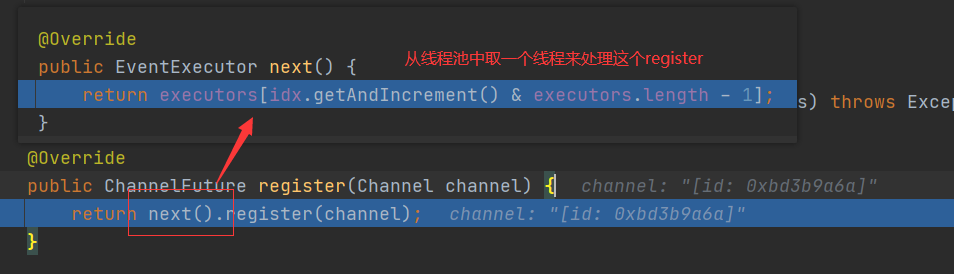 @Override
public EventExecutor next() {
从线程池中取一个线程来处理这个register
return executors[idx.getAndIncrement() & executors.length - 1];
}
s) throws Excep
@Override
public ChannelFuture register(Channel channel) { channel: "[id: 0xbd3b9a6a]"
return next().register(channel); channel: "[id: 0xbd3b9a6a]"
}